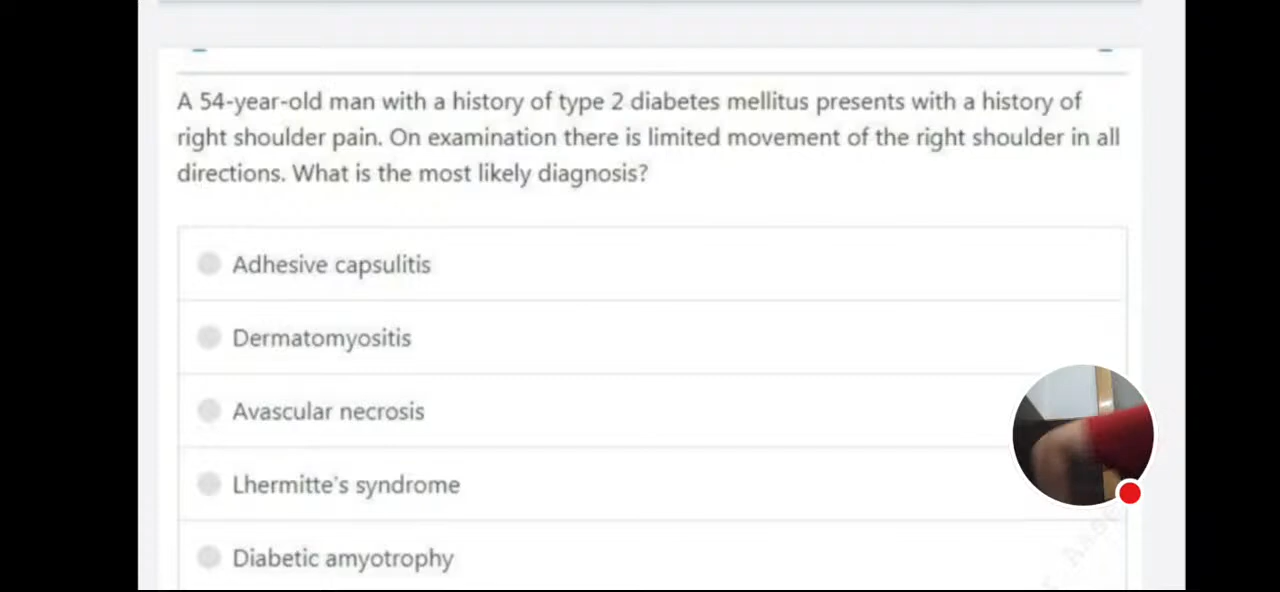 A 54-year-old man with a history of type 2 diabetes mellitus presents with a history of
right shoulder pain. On examination there is limited movement of the right shoulder in all
directions. What is the most likely diagnosis?
Adhesive capsulitis
Dermatomyositis
Avascular necrosis
Lhermitte's syndrome
Diabetic amyotrophy